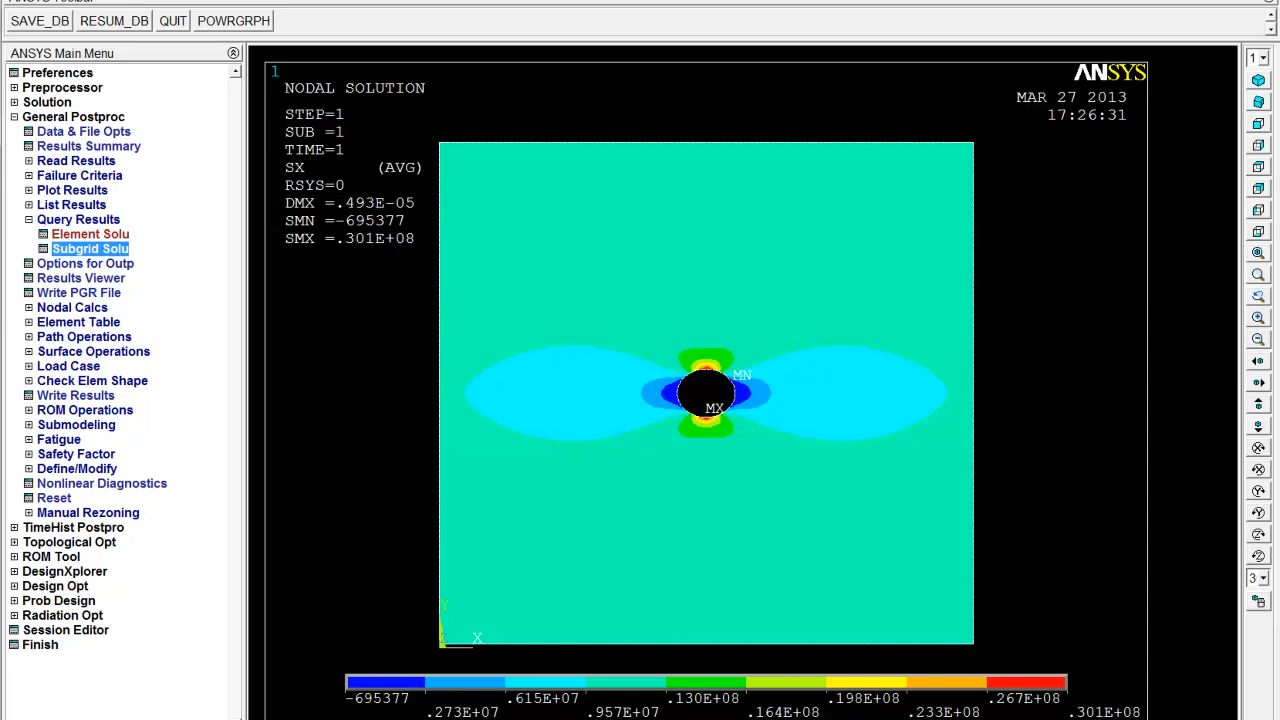 SAVE_DB RESUM_DB QUIT POWRGRPH
ANSYS Main Menu
Preferences
Preprocessor
Solution
General Postproc
Data & File Opts
Results Summary
Read Results
Failure Criteria
Plot Results
List Results
Query Results
Element Solu
Subgrid Solu
Options for Outp
Results Viewer
Write PGR File
Nodal Calcs
Element Table
Path Operations
Surface Operations
Load Case
Check Elem Shape
Write Results
ROM Operations
Submodeling
Fatigue
Safety Factor
Define/Modify
Nonlinear Diagnostics
Reset
Manual Rezoning
TimeHist Postpro
Topological Opt
ROM Tool
DesignXplorer
Design Opt
Prob Design
Radiation Opt
Session Editor
Finish
1
NODAL SOLUTION
STEP=1
SUB =1
TIME=1
SX (AVG)
RSYS=0
DMX =.493E-05
SMN =-695377
SMX =.301E+08
ANSYS
MAR 27 2013
17:26:31
MN
MX
Y
X
-695377 .615E+07 .130E+08 .198E+08 .267E+08
.273E+07 .957E+07 .164E+08 .233E+08 .301E+08
1
3